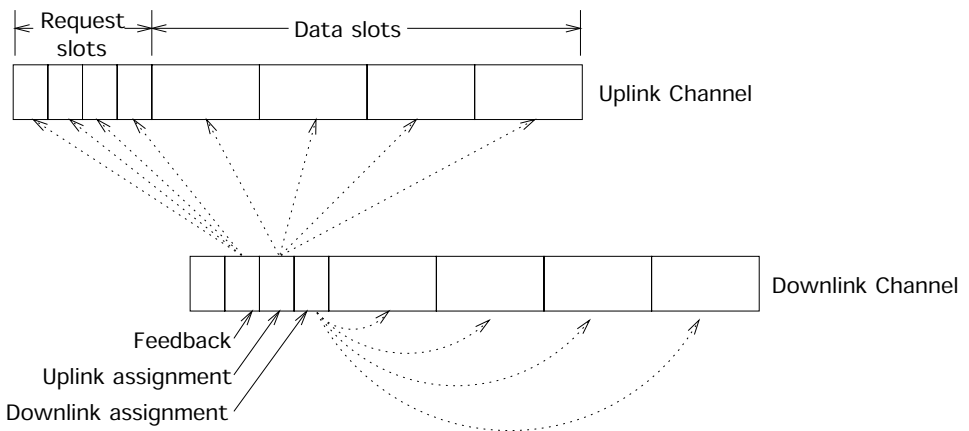 Request
slots
Data slots
Uplink Channel
Downlink Channel
Feedback
Uplink assignment
Downlink assignment